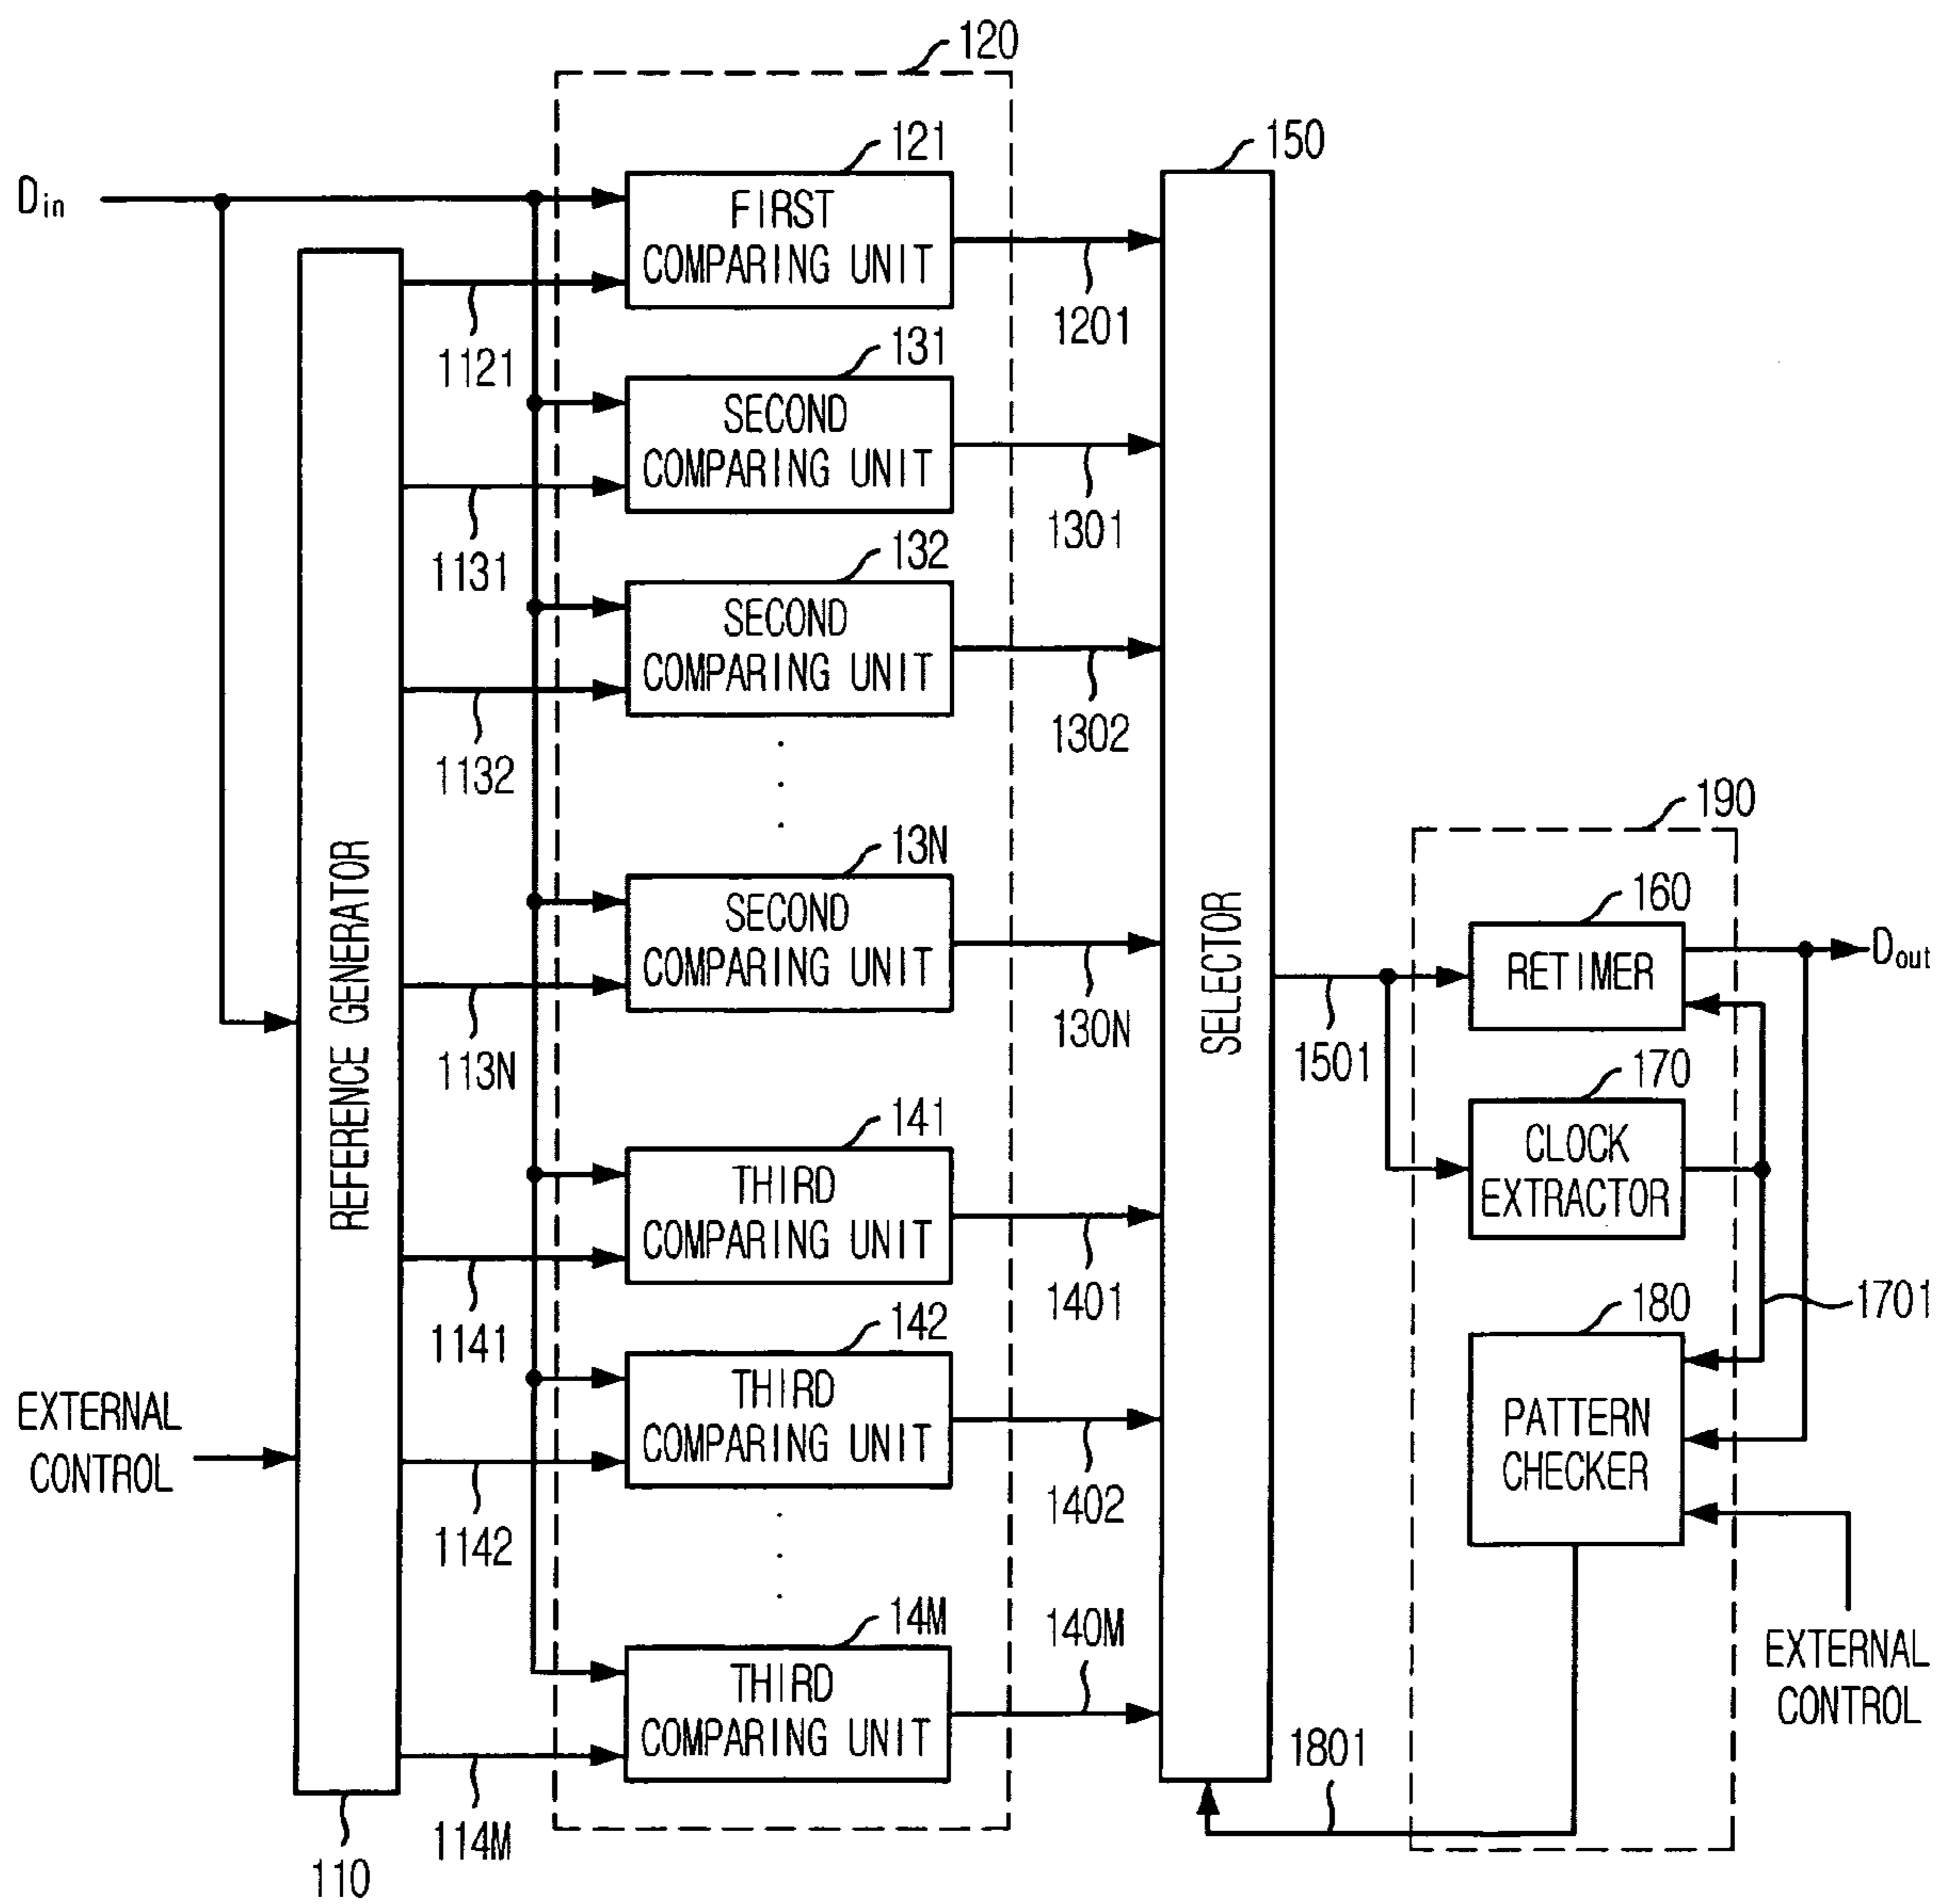 120
121
150
Din
FIRST
COMPARING UNIT
1201
1121
131
SECOND
COMPARING UNIT
1301
1131
132
SECOND
COMPARING UNIT
1302
1132
190
13N
160
REFERENCE GENERATOR
SECOND
COMPARING UNIT
SELECTOR
RETIMER
Dout
130N
1501
113N
170
141
CLOCK
EXTRACTOR
THIRD
COMPARING UNIT
1401
180
1701
1141
142
EXTERNAL
CONTROL
THIRD
COMPARING UNIT
PATTERN
CHECKER
1402
1142
14M
140M
EXTERNAL
CONTROL
THIRD
COMPARING UNIT
1801
114M
110